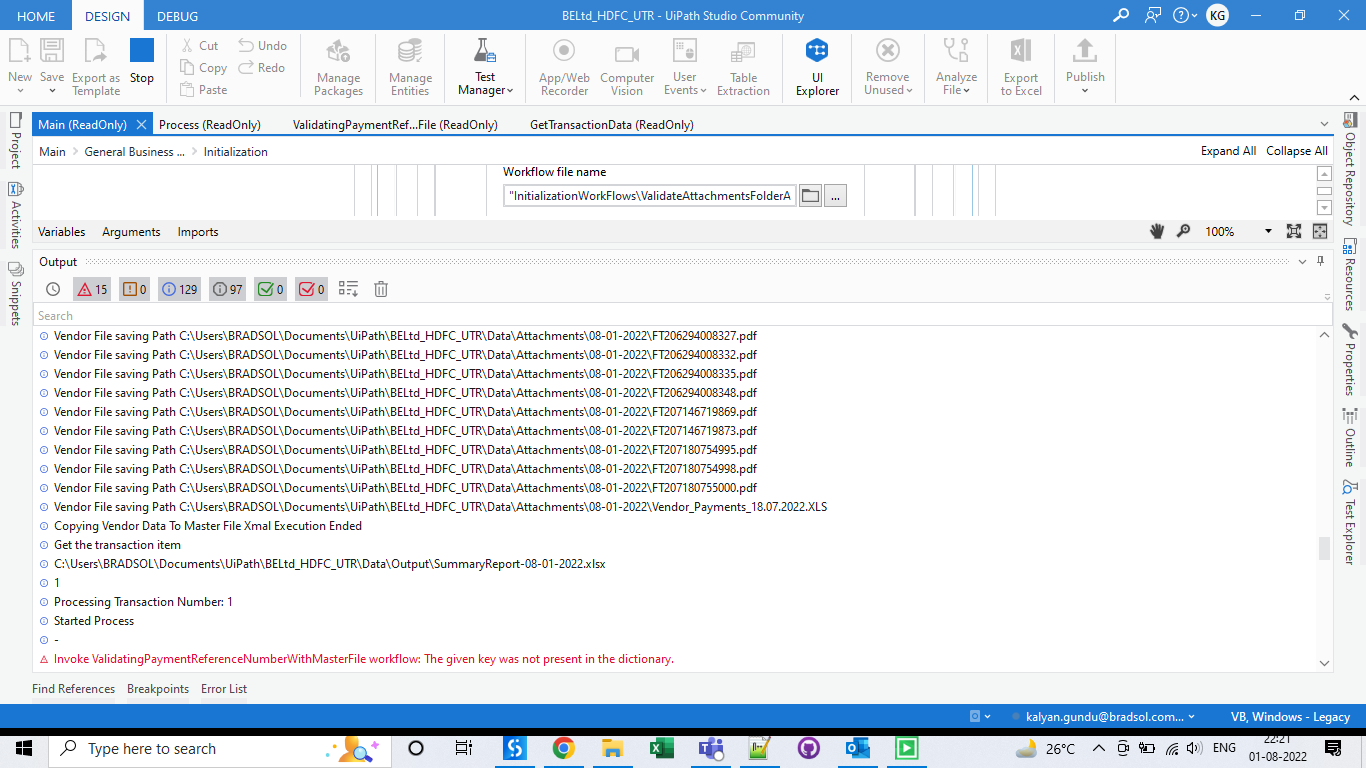 HOME DESIGN DEBUG BELtd_HDFC_UTR - UiPath Studio Community KG
New Save Export as Template Stop Cut Copy Paste Undo Redo Manage Packages Manage Entities Test Manager App/Web Recorder Computer Vision User Events Table Extraction UI Explorer Remove Unused Analyze File Export to Excel Publish
Main (ReadOnly) Process (ReadOnly) ValidatingPaymentRef...File (ReadOnly) GetTransactionData (ReadOnly)
Main General Business ... Initialization Expand All Collapse All
Workflow file name
"InitializationWorkFlows\ValidateAttachmentsFolderA ...
Variables Arguments Imports 100%
Output
15 0 129 97 0 0
Search
Vendor File saving Path C:\Users\BRADSOL\Documents\UiPath\BELtd_HDFC_UTR\Data\Attachments\08-01-2022\FT206294008327.pdf
Vendor File saving Path C:\Users\BRADSOL\Documents\UiPath\BELtd_HDFC_UTR\Data\Attachments\08-01-2022\FT206294008332.pdf
Vendor File saving Path C:\Users\BRADSOL\Documents\UiPath\BELtd_HDFC_UTR\Data\Attachments\08-01-2022\FT206294008335.pdf
Vendor File saving Path C:\Users\BRADSOL\Documents\UiPath\BELtd_HDFC_UTR\Data\Attachments\08-01-2022\FT206294008348.pdf
Vendor File saving Path C:\Users\BRADSOL\Documents\UiPath\BELtd_HDFC_UTR\Data\Attachments\08-01-2022\FT207146719869.pdf
Vendor File saving Path C:\Users\BRADSOL\Documents\UiPath\BELtd_HDFC_UTR\Data\Attachments\08-01-2022\FT207146719873.pdf
Vendor File saving Path C:\Users\BRADSOL\Documents\UiPath\BELtd_HDFC_UTR\Data\Attachments\08-01-2022\FT207180754995.pdf
Vendor File saving Path C:\Users\BRADSOL\Documents\UiPath\BELtd_HDFC_UTR\Data\Attachments\08-01-2022\FT207180754998.pdf
Vendor File saving Path C:\Users\BRADSOL\Documents\UiPath\BELtd_HDFC_UTR\Data\Attachments\08-01-2022\FT207180755000.pdf
Vendor File saving Path C:\Users\BRADSOL\Documents\UiPath\BELtd_HDFC_UTR\Data\Attachments\08-01-2022\Vendor_Payments_18.07.2022.XLS
Copying Vendor Data To Master File Xmal Execution Ended
Get the transaction item
C:\Users\BRADSOL\Documents\UiPath\BELtd_HDFC_UTR\Data\Output\SummaryReport-08-01-2022.xlsx
1
Processing Transaction Number: 1
Started Process
-
Invoke ValidatingPaymentReferenceNumberWithMasterFile workflow: The given key was not present in the dictionary.
Find References Breakpoints Error List
Project
Activities
Snippets
Object Repository
Resources
Properties
Outline
Test Explorer
kalyan.gundu@bradsol.com... VB, Windows - Legacy
Type here to search 26°C ENG 22:21
01-08-2022